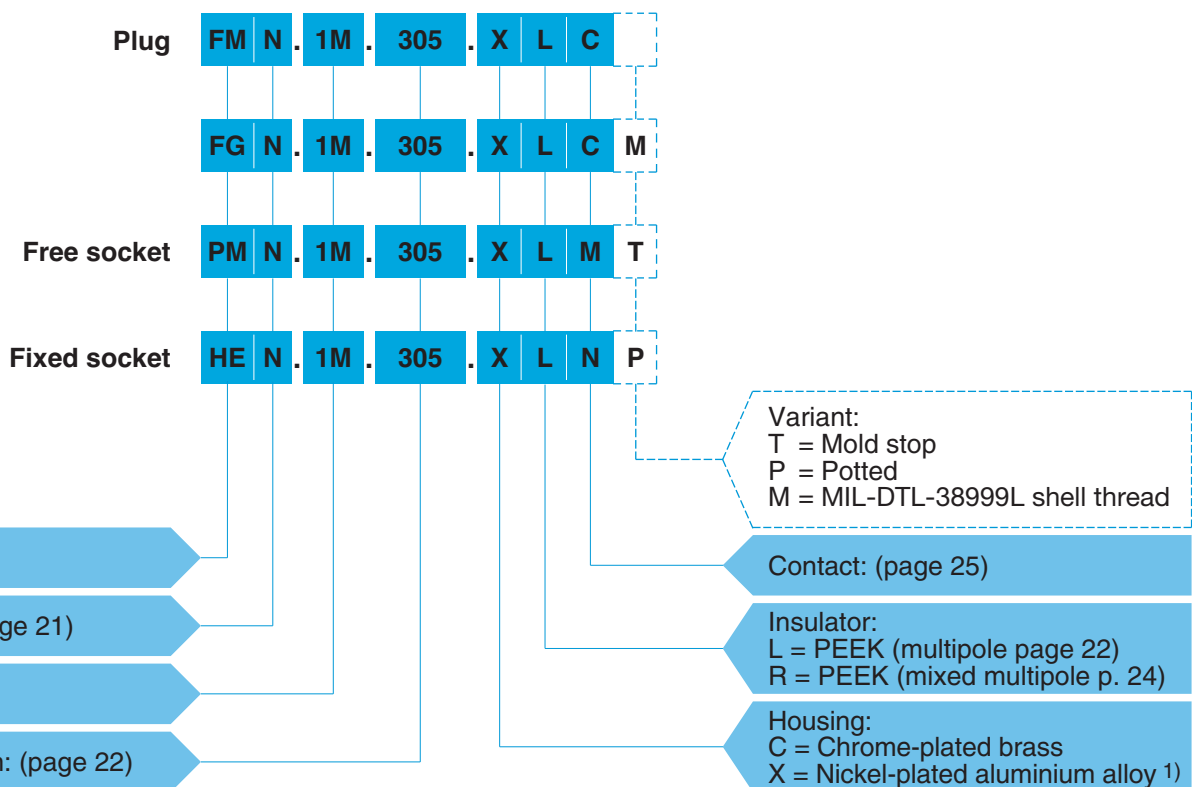 Plug FM N . 1M . 305 . X L C
FG N . 1M . 305 . X L C M
Free socket PM N . 1M . 305 . X L M T
Fixed socket HE N . 1M . 305 . X L N P
Variant:
T = Mold stop
P = Potted
M = MIL-DTL-38999L shell thread
Contact: (page 25)
ge 21)
Insulator:
L = PEEK (multipole page 22)
R = PEEK (mixed multipole p. 24)
: (page 22)
Housing:
C = Chrome-plated brass
X = Nickel-plated aluminium alloy 1)